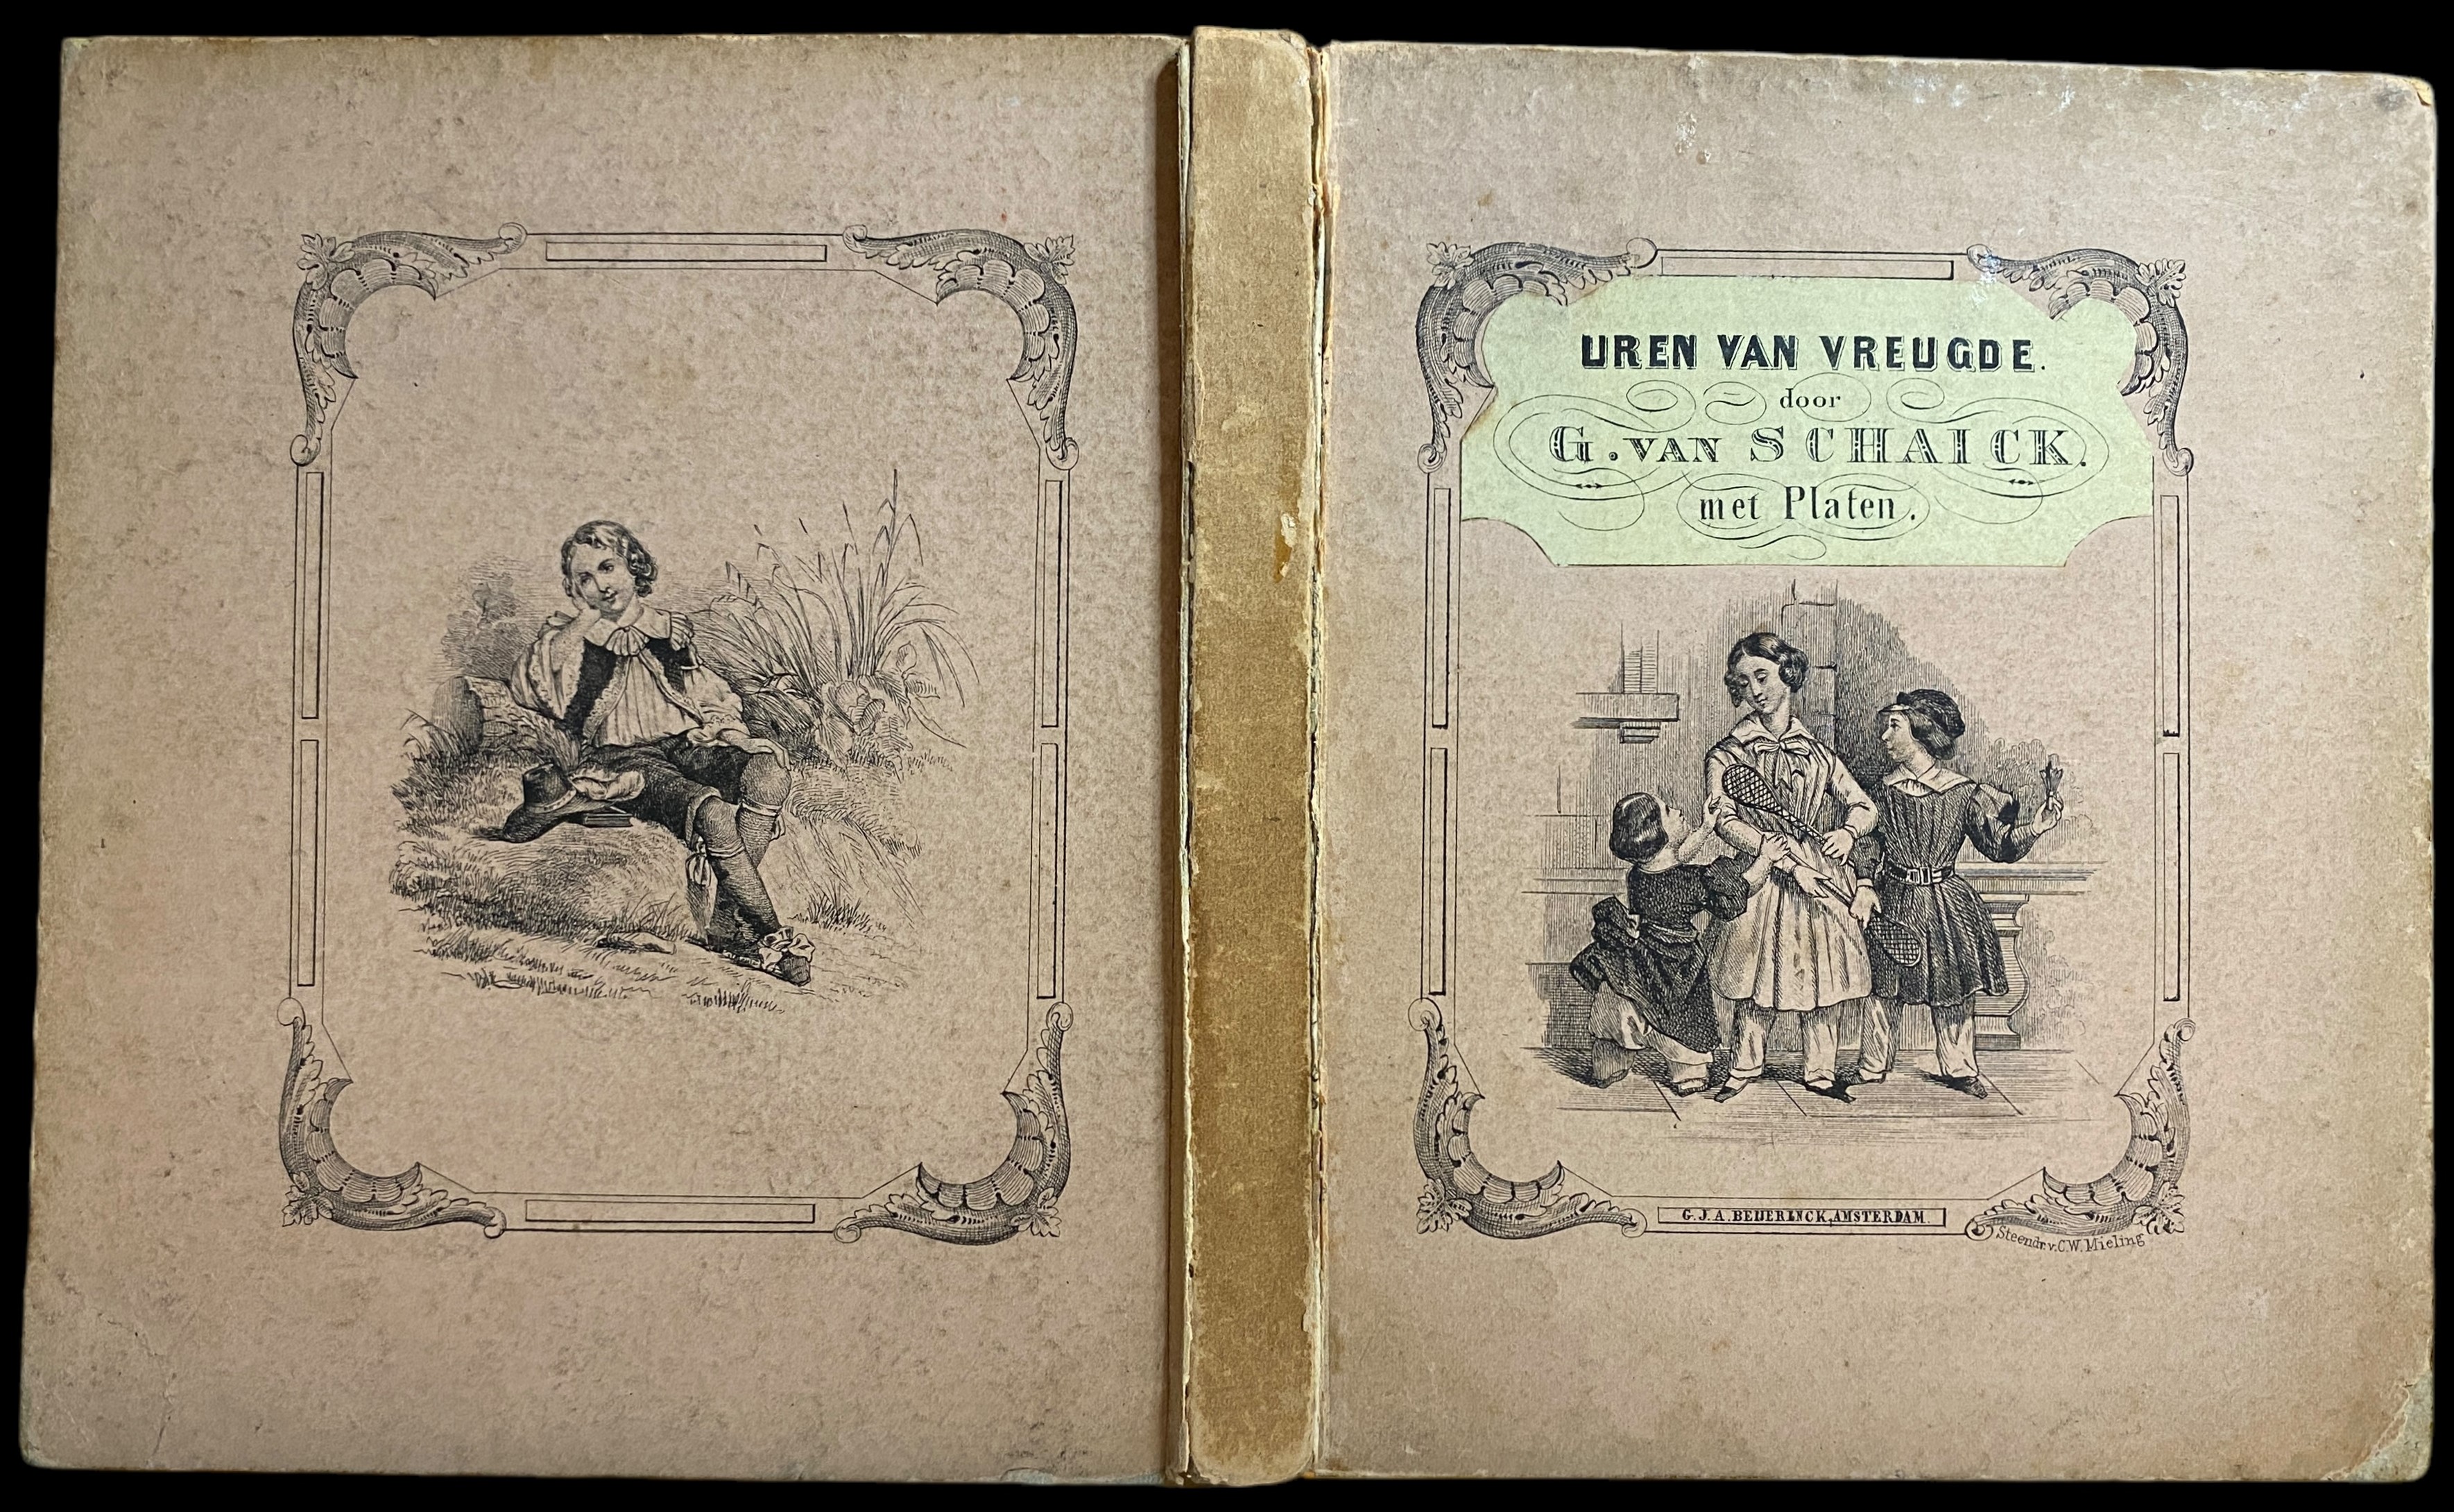 UREN VAN VREUGDE.
door
G. VAN SCHAICK.
met Platen.
G. J. A. BEIJERINCK, AMSTERDAM.
Steendr. v. C. W. Mieling